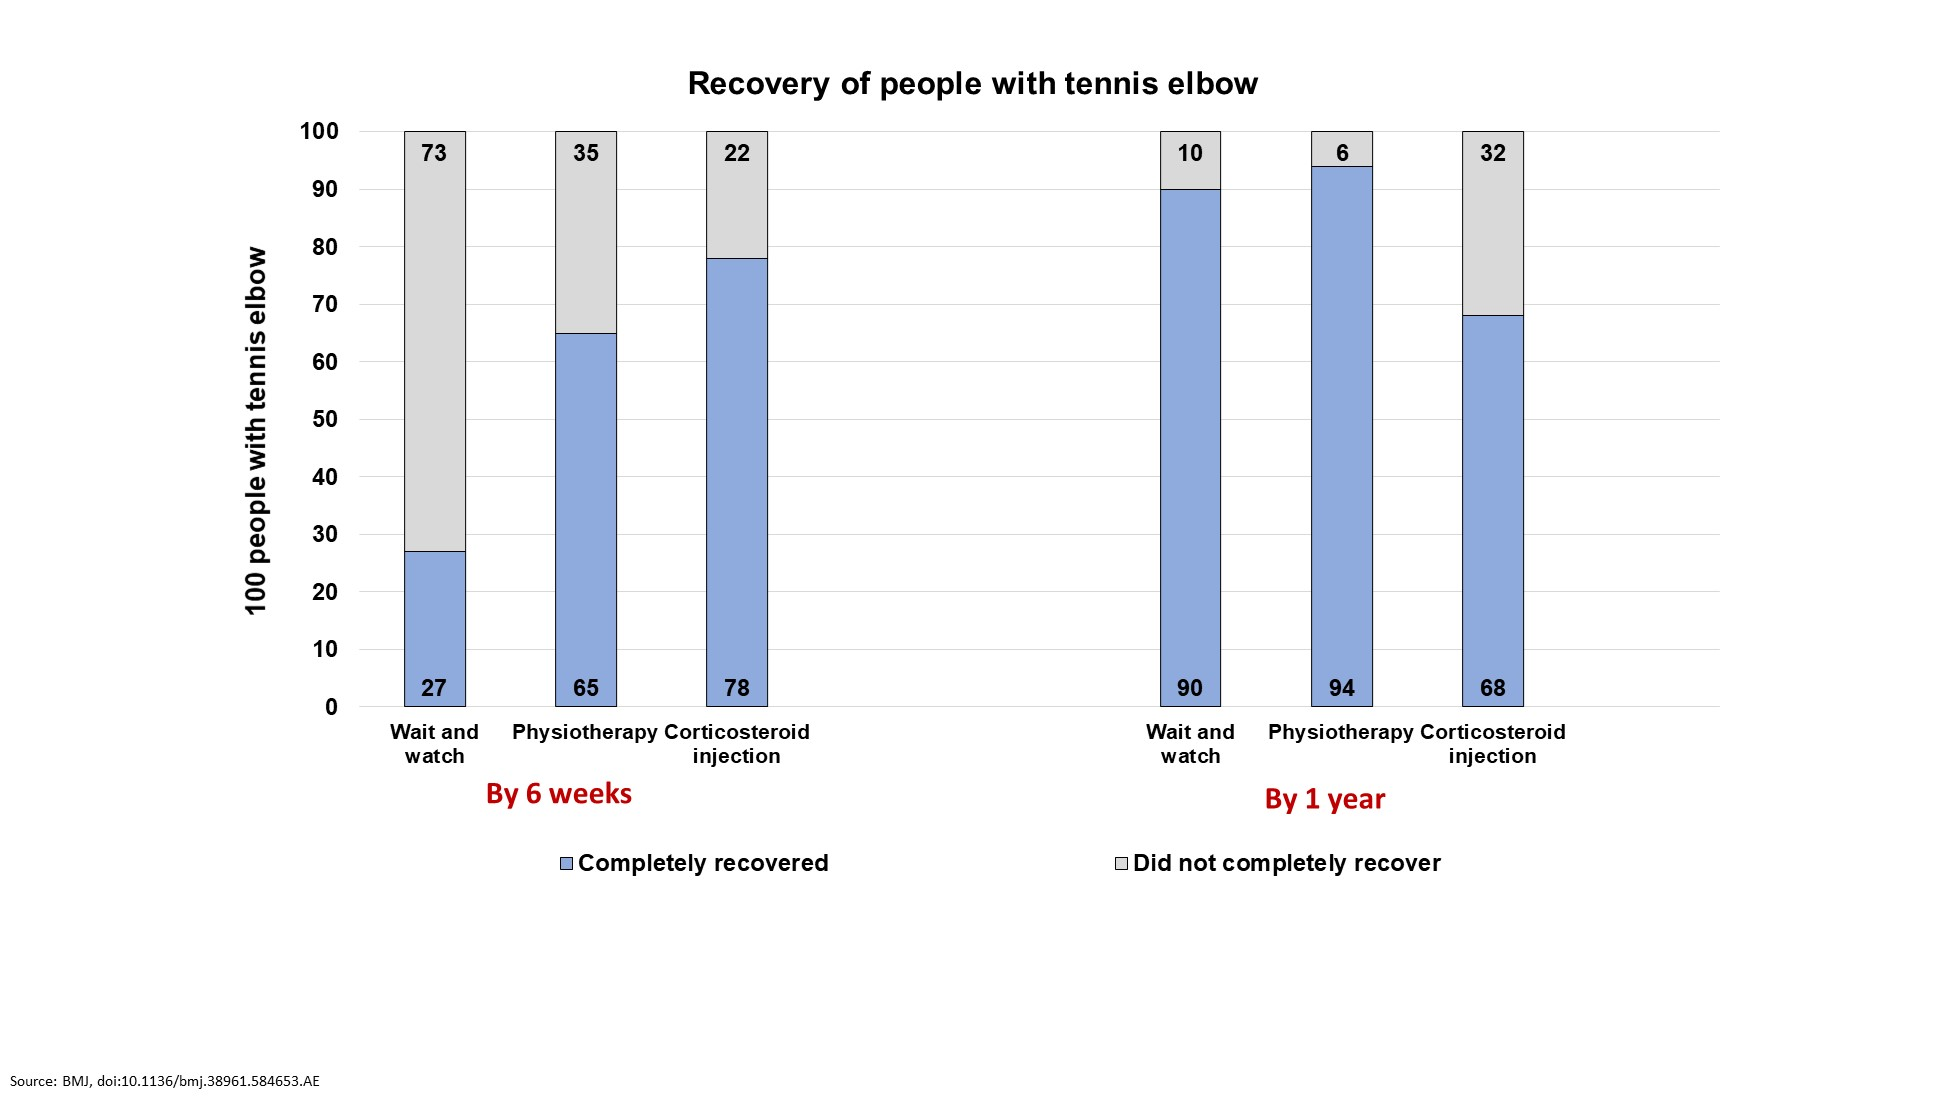 Recovery of people with tennis elbow
100 people with tennis elbow
100
90
80
70
60
50
40
30
20
10
0
73
35
22
10
6
32
27
65
78
90
94
68
Wait and
watch
Physiotherapy
Corticosteroid
injection
Wait and
watch
Physiotherapy
Corticosteroid
injection
By 6 weeks
By 1 year
Completely recovered
Did not completely recover
Source: BMJ, doi:10.1136/bmj.38961.584653.AE